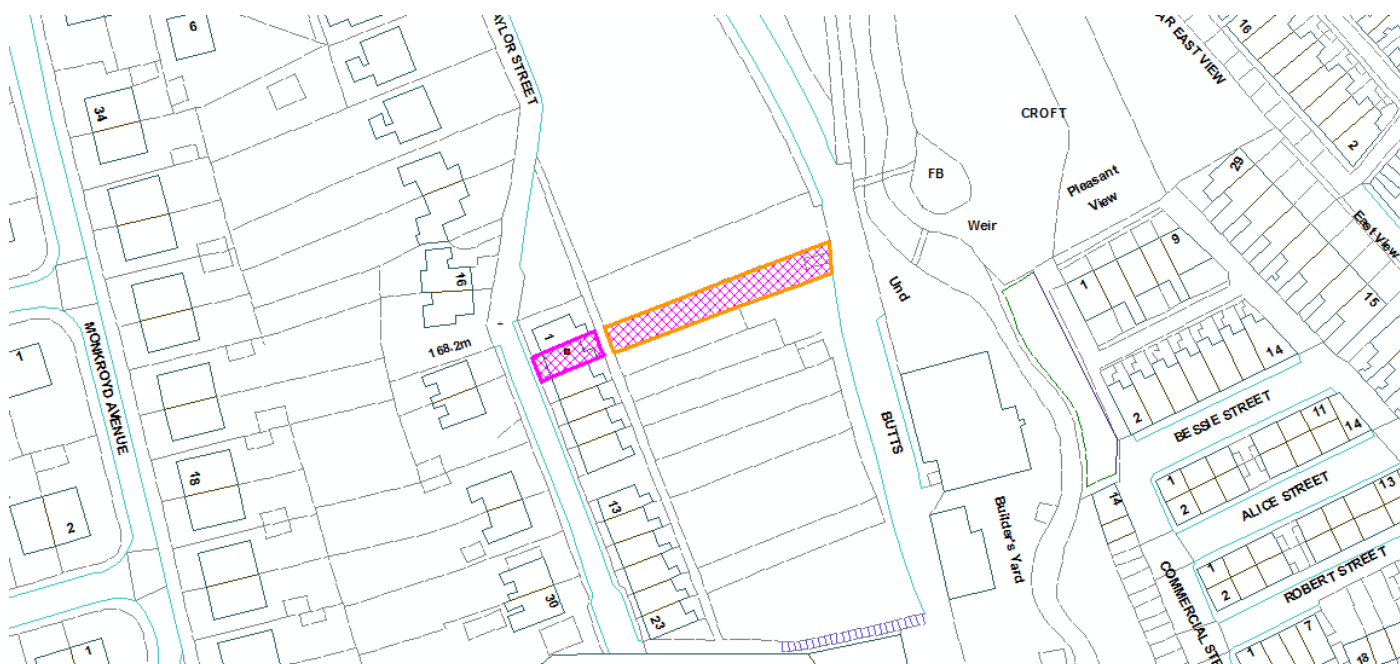 6
AYLOR STREET
AR EAST VIEW
16
34
CROFT
2
FB
29
Pleasant
View
Weir
East View
9
16
1
Und
15
1
1
MONKROYD AVENUE
168.2m
14
2
BESSIE STREET
BUTTS
11
14
1
2
ALICE STREET
18
13
14
13
2
Builder's Yard
1
2
ROBERT STREET
COMMERCIAL ST
30
23
7
1
18